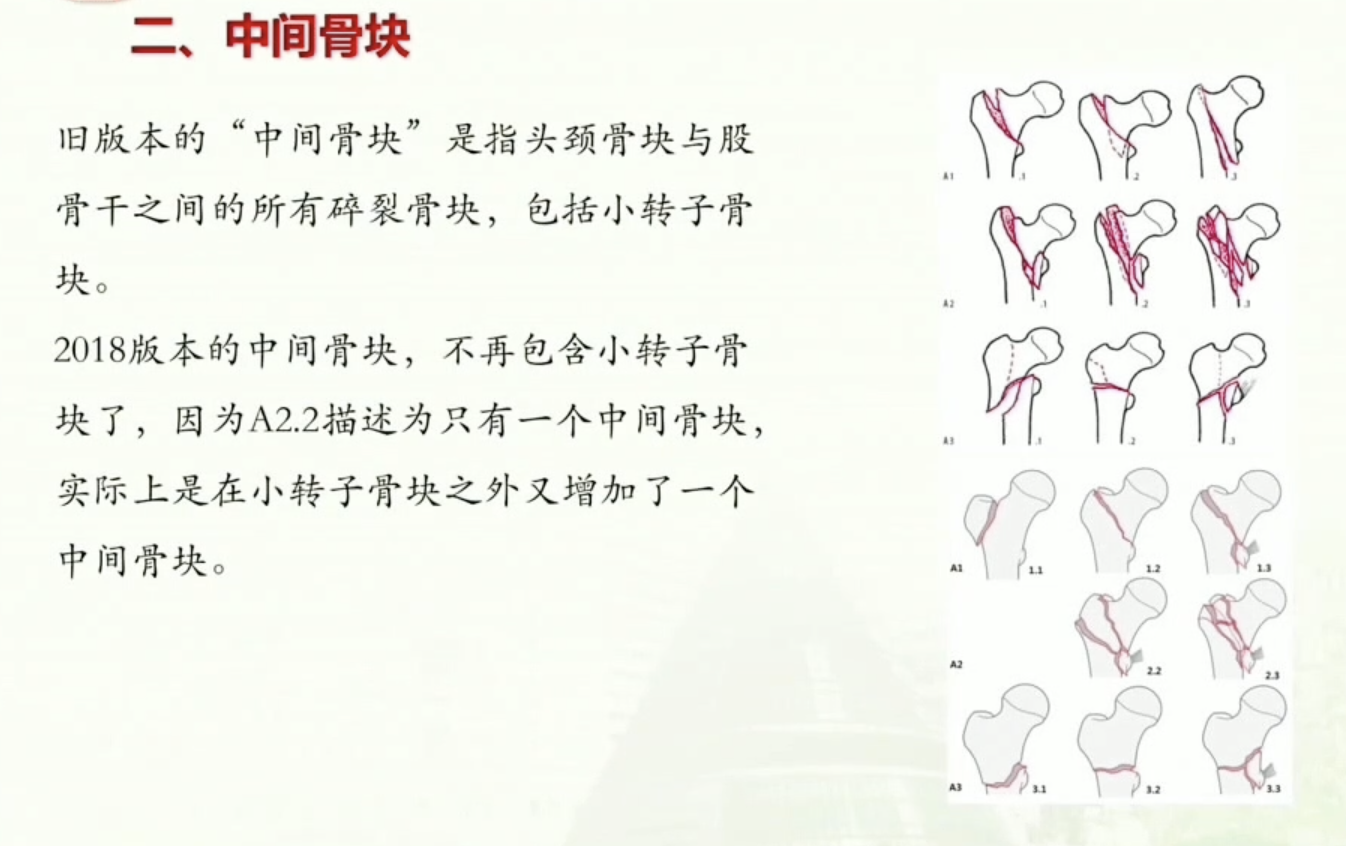 二、中间骨块
旧版本的“中间骨块”是指头颈骨块与股
骨干之间的所有碎裂骨块，包括小转子骨
块。
2018版本的中间骨块，不再包含小转子骨
块了，因为A2.2描述为只有一个中间骨块，
实际上是在小转子骨块之外又增加了一个
中间骨块。
A1 .1 .2 .3
A2 .1 .2 .3
A3 .1 .2 .3
A1 1.1 1.2 1.3
A2 2.2 2.3
A3 3.1 3.2 3.3